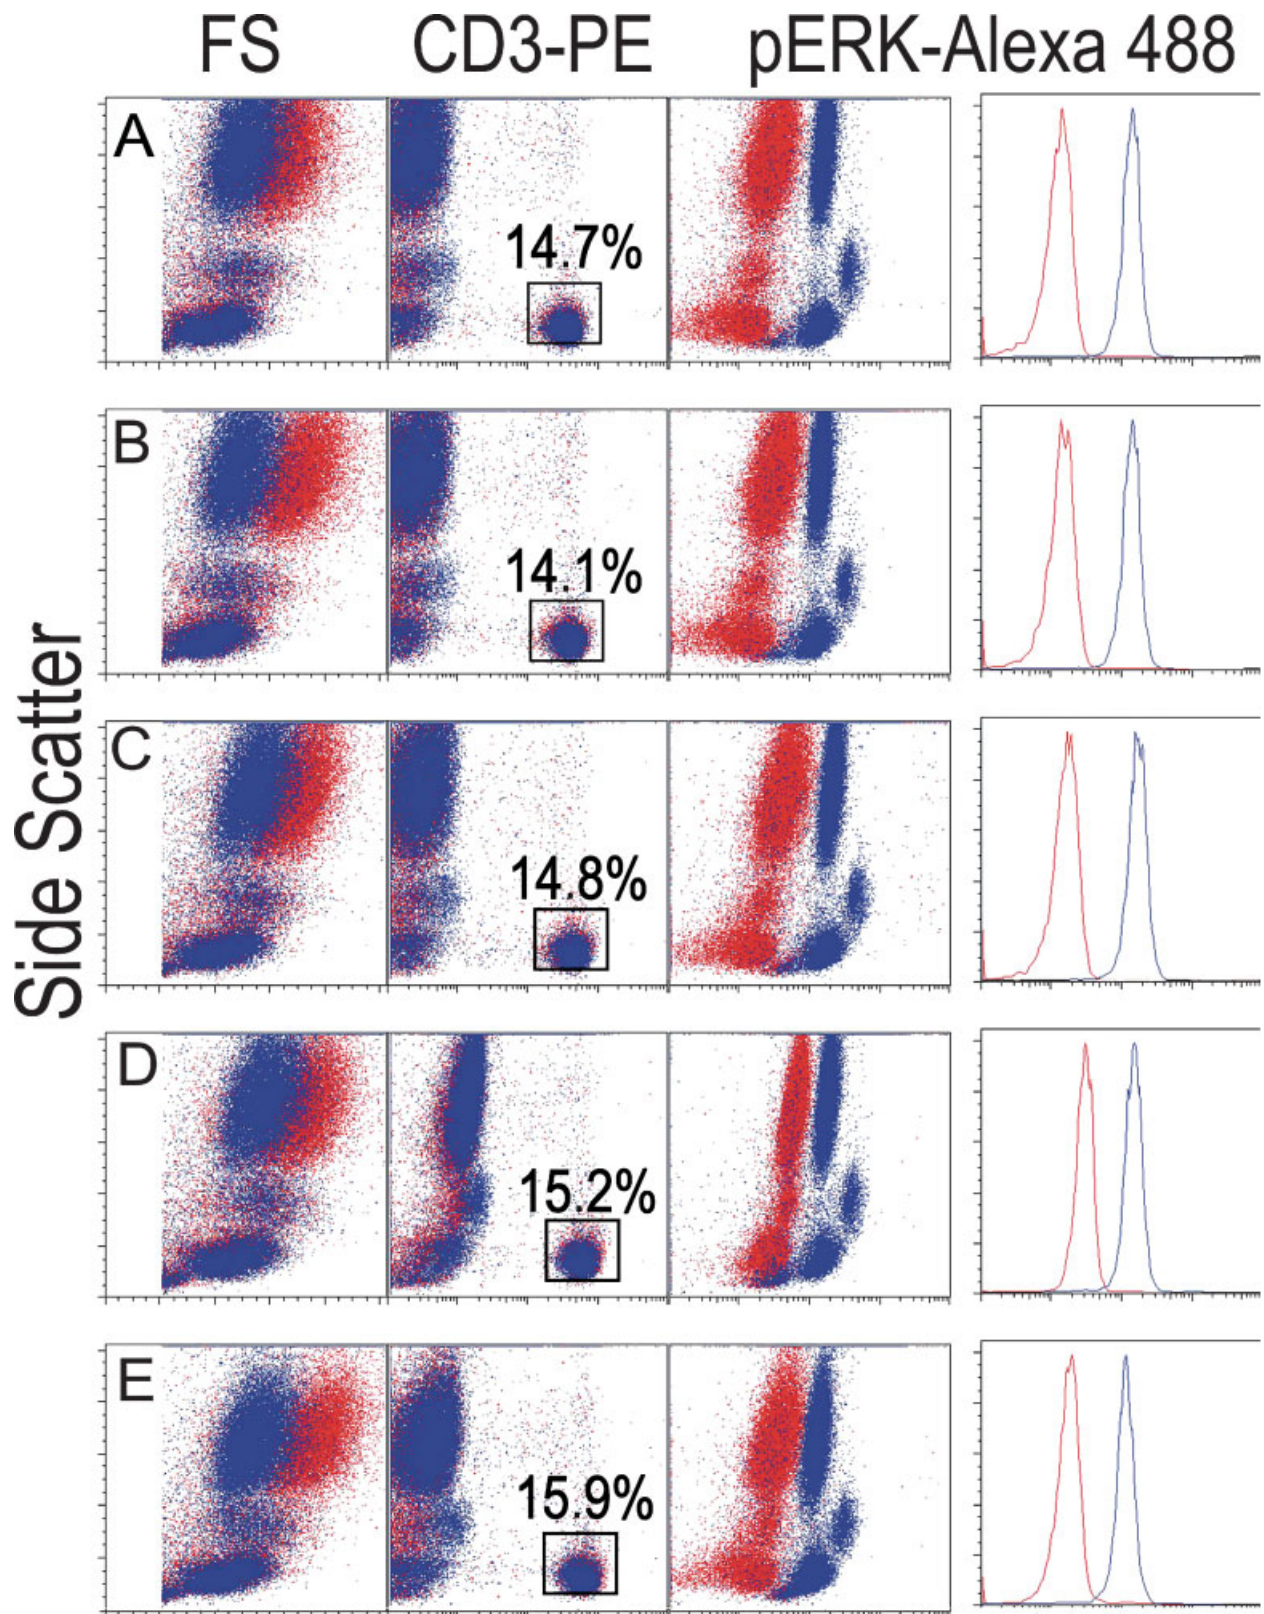 FS CD3-PE pERK-Alexa 488
Side Scatter
A
14.7%
B
14.1%
C
14.8%
D
15.2%
E
15.9%